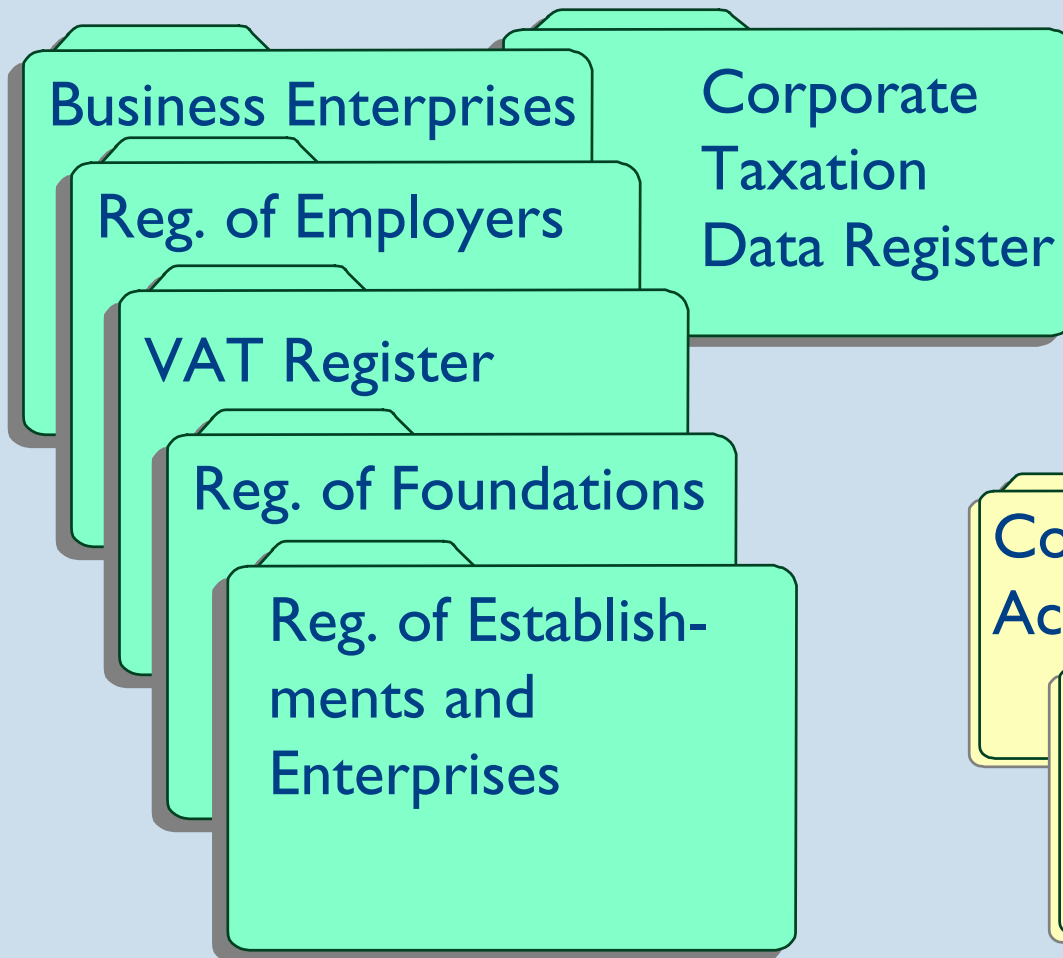 Business Enterprises
Corporate
Taxation
Data Register
Reg. of Employers
VAT Register
Reg. of Foundations
Reg. of Establish-
ments and
Enterprises